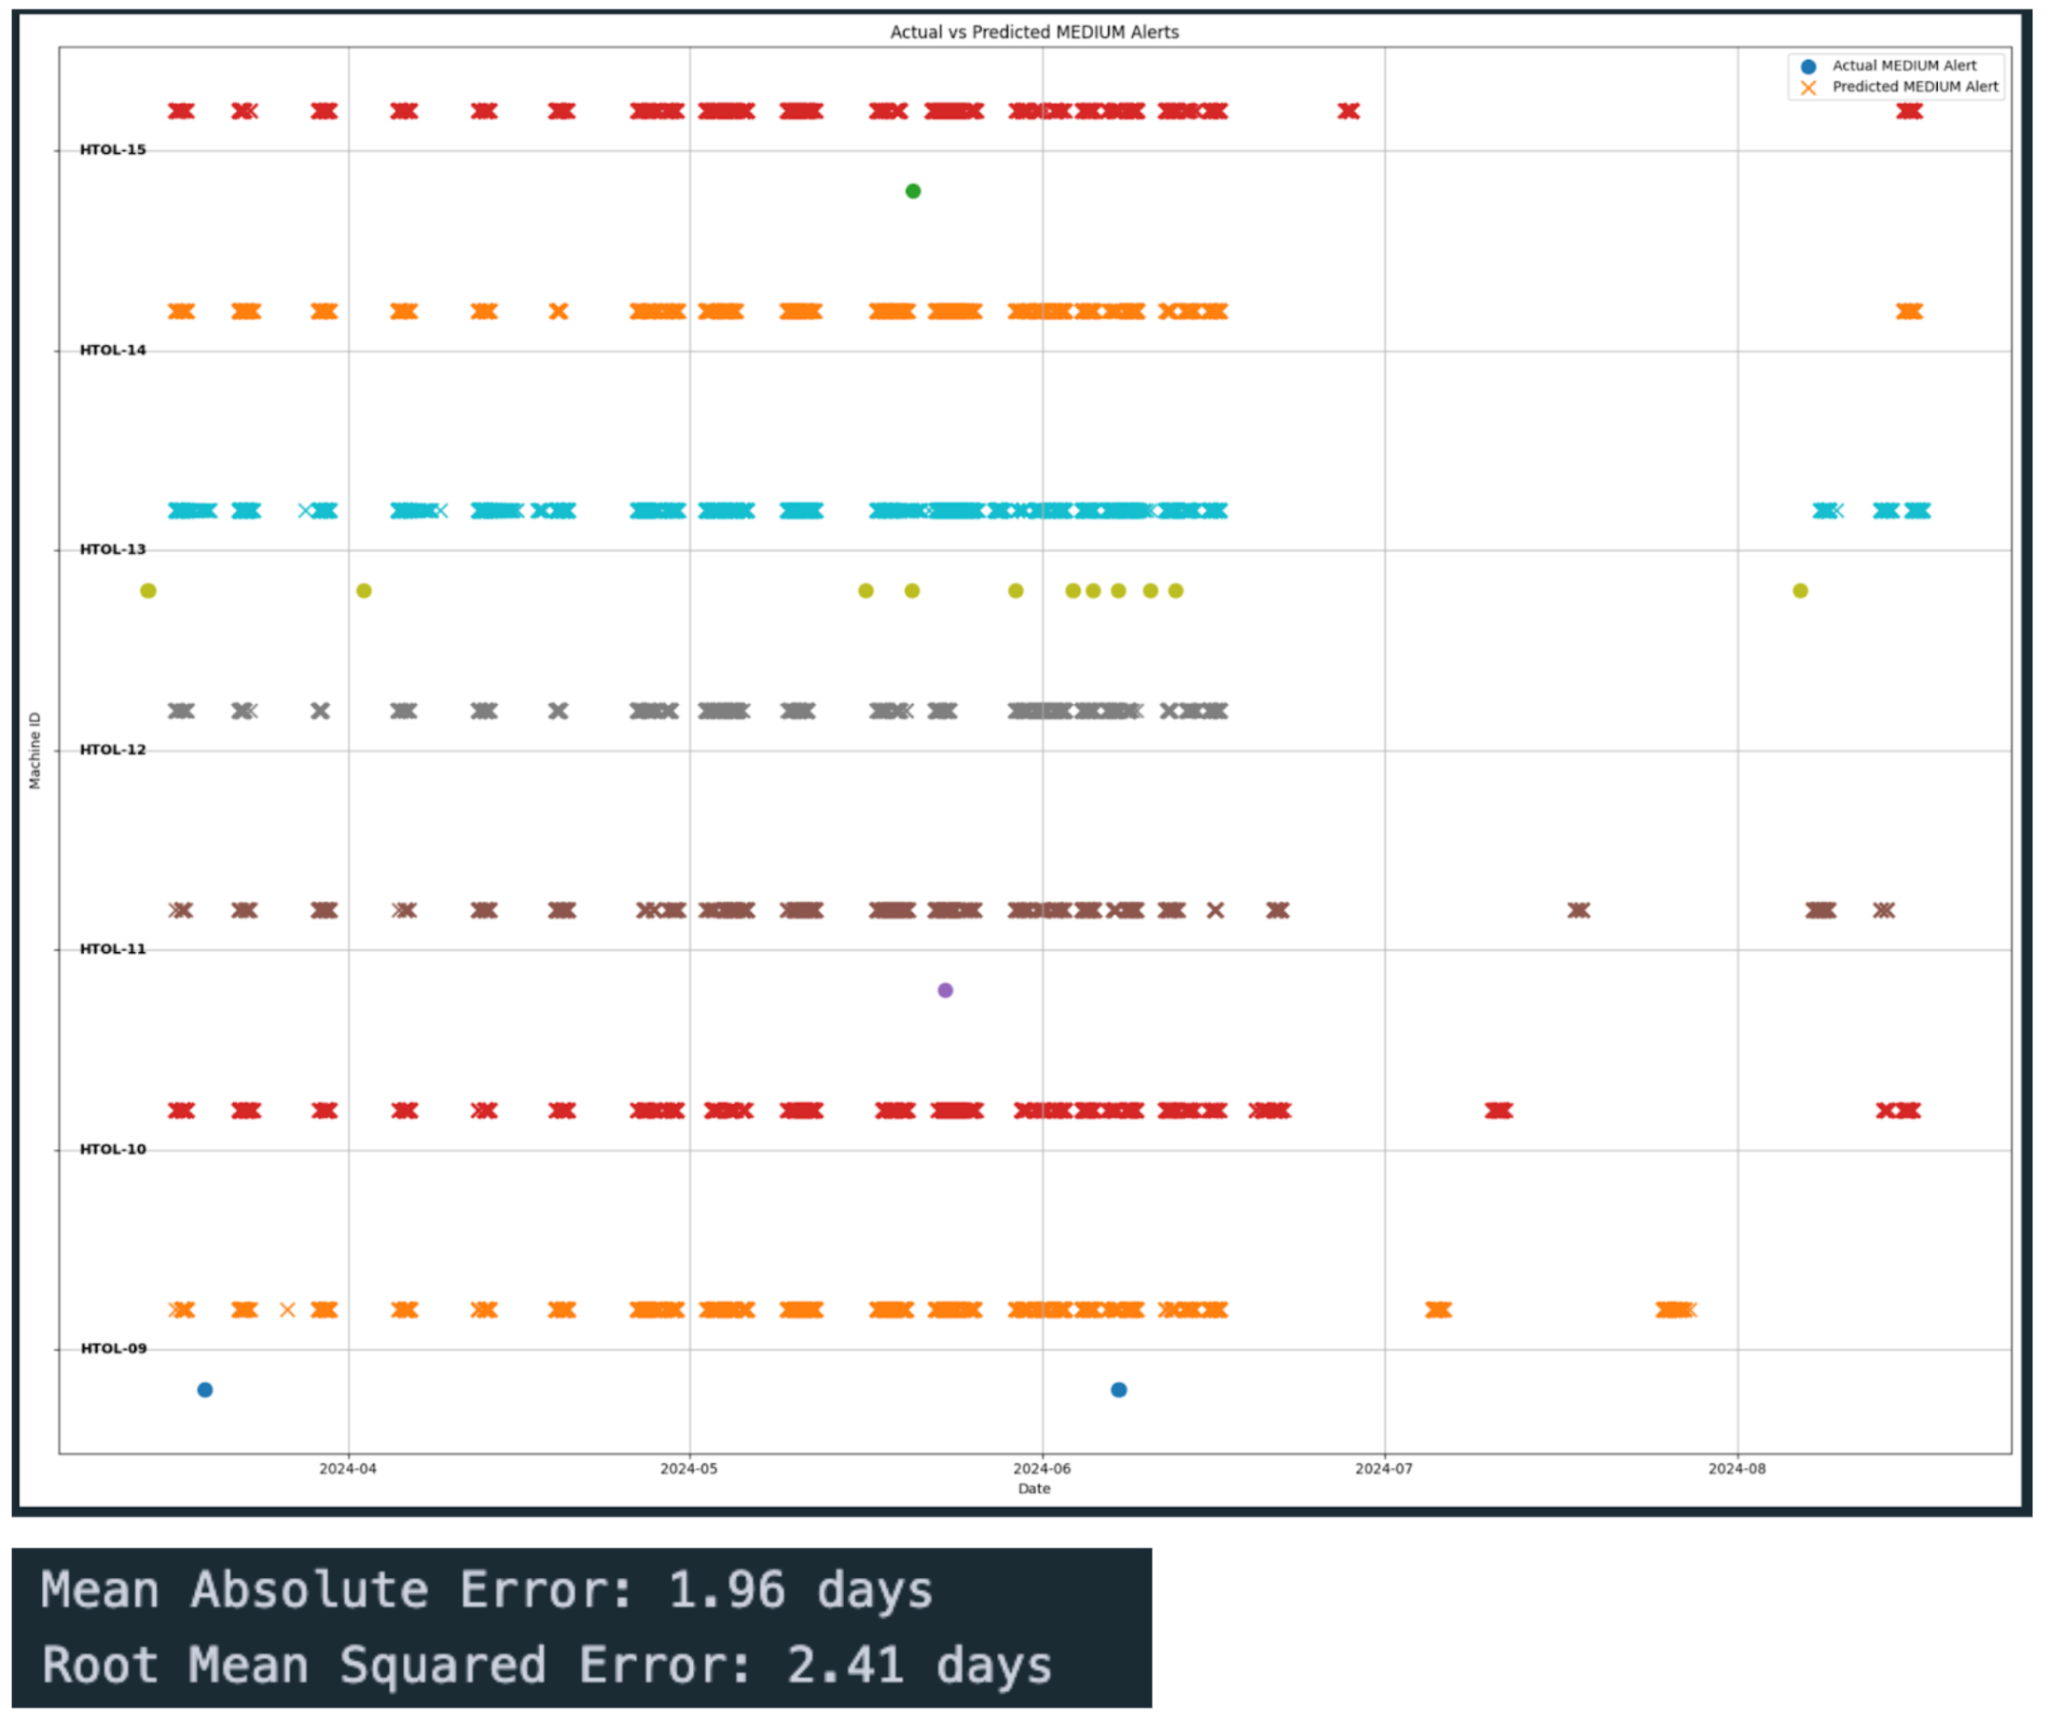 Actual vs Predicted MEDIUM Alerts
Actual MEDIUM Alert
Predicted MEDIUM Alert
HTOL-15
HTOL-14
HTOL-13
HTOL-12
Machine ID
HTOL-11
HTOL-10
HTOL-09
2024-04 2024-05 2024-06 2024-07 2024-08
Date
Mean Absolute Error: 1.96 days
Root Mean Squared Error: 2.41 days